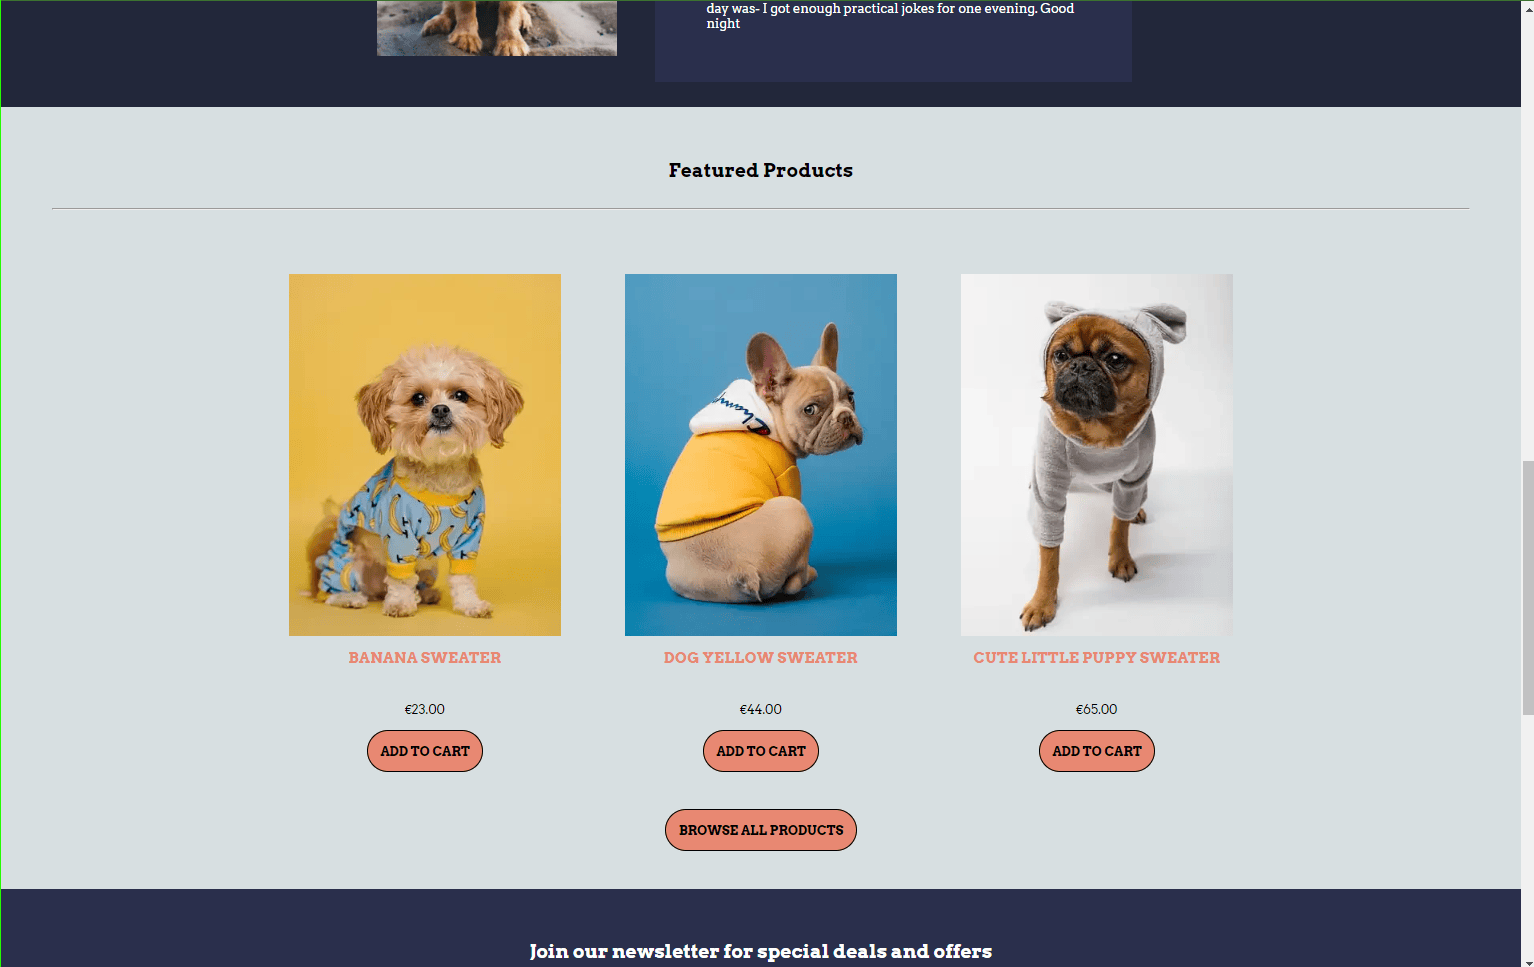 day was- I got enough practical jokes for one evening. Good
night
Featured Products
Champion
BANANA SWEATER
DOG YELLOW SWEATER
CUTE LITTLE PUPPY SWEATER
€23.00
€44.00
€65.00
ADD TO CART
ADD TO CART
ADD TO CART
BROWSE ALL PRODUCTS
Join our newsletter for special deals and offers